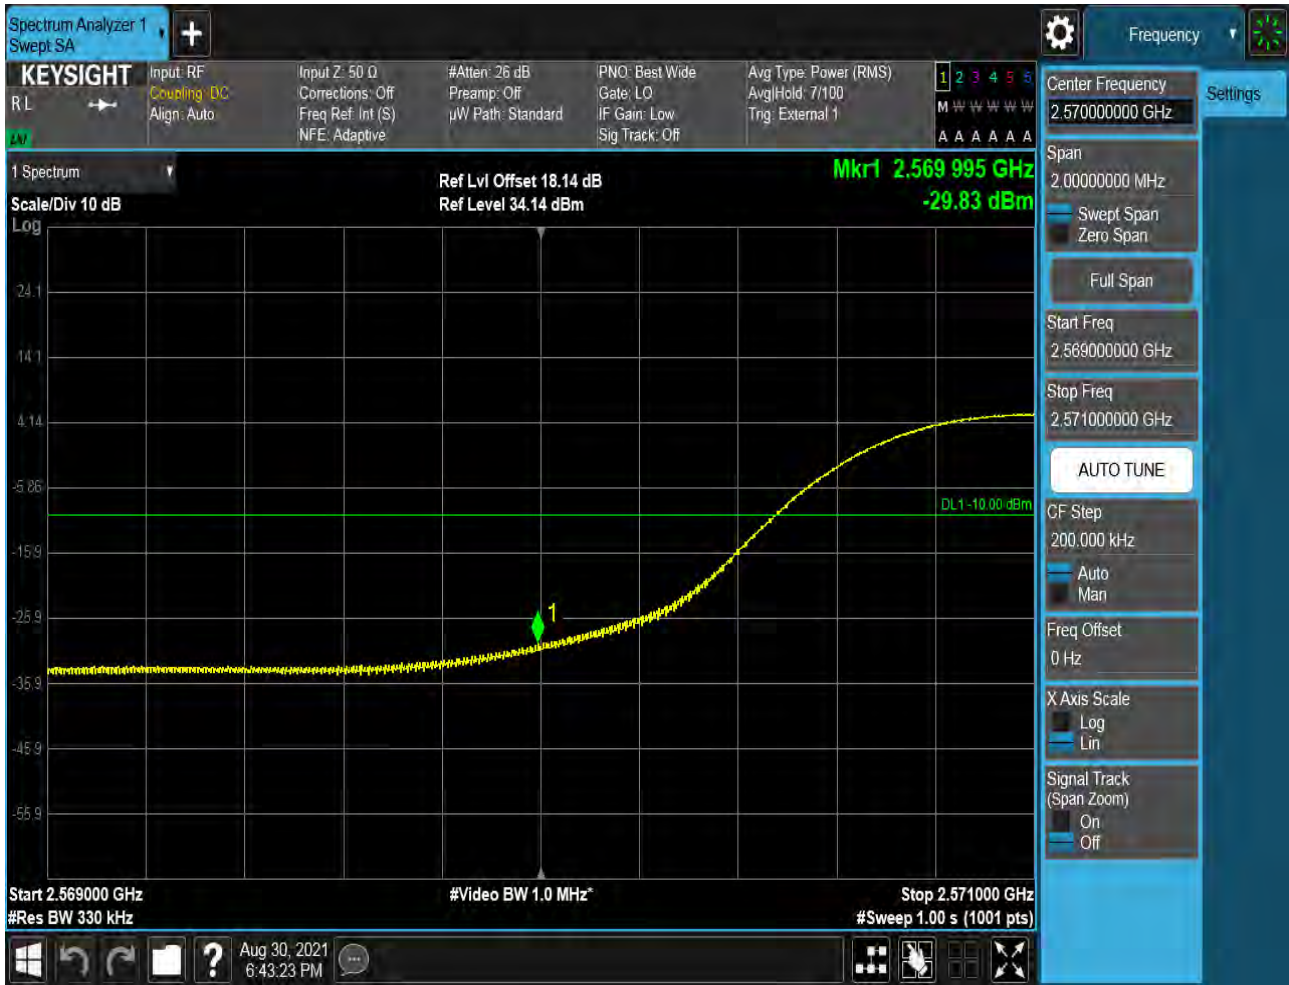 Spectrum Analyzer 1
Swept SA
Frequency
KEYSIGHT
R L
LXI
Input: RF
Coupling: DC
Align: Auto
Input Z: 50 Ω
Corrections: Off
Freq Ref: Int (S)
NFE: Adaptive
#Atten: 26 dB
Preamp: Off
µW Path: Standard
PNO: Best Wide
Gate: LO
IF Gain: Low
Sig Track: Off
Avg Type: Power (RMS)
Avg|Hold: 7/100
Trig: External 1
1 2 3 4 5 6
M W W W W W
A A A A A A
1 Spectrum
Scale/Div 10 dB
Ref Lvl Offset 18.14 dB
Ref Level 34.14 dBm
Mkr1 2.569 995 GHz
-29.83 dBm
Log
24.1
14.1
4.14
-5.86
-15.9
-25.9
-35.9
-45.9
-55.9
DL1 -10.00 dBm
1
Start 2.569000 GHz
#Res BW 330 kHz
#Video BW 1.0 MHz*
Stop 2.571000 GHz
#Sweep 1.00 s (1001 pts)
Aug 30, 2021
6:43:23 PM
Center Frequency
2.570000000 GHz
Settings
Span
2.00000000 MHz
Swept Span
Zero Span
Full Span
Start Freq
2.569000000 GHz
Stop Freq
2.571000000 GHz
AUTO TUNE
CF Step
200.000 kHz
Auto
Man
Freq Offset
0 Hz
X Axis Scale
Log
Lin
Signal Track
(Span Zoom)
On
Off